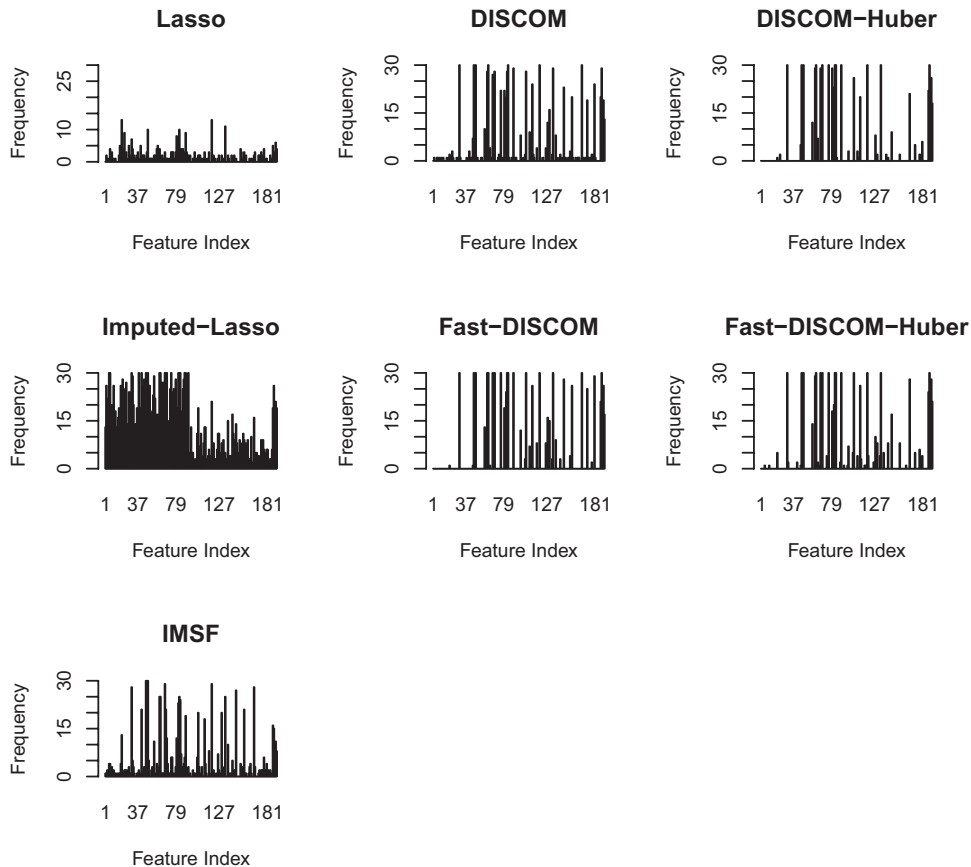 Lasso
Frequency
0 10 25
1 37 79 127 181
Feature Index
DISCOM
Frequency
0 15 30
1 37 79 127 181
Feature Index
DISCOM−Huber
Frequency
0 15 30
1 37 79 127 181
Feature Index
Imputed−Lasso
Frequency
0 15 30
1 37 79 127 181
Feature Index
Fast−DISCOM
Frequency
0 15 30
1 37 79 127 181
Feature Index
Fast−DISCOM−Huber
Frequency
0 15 30
1 37 79 127 181
Feature Index
IMSF
Frequency
0 15 30
1 37 79 127 181
Feature Index